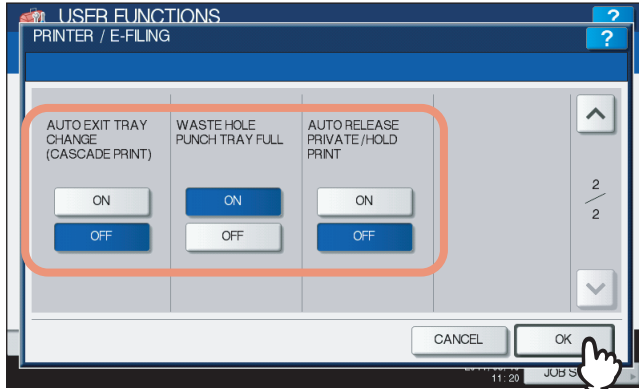 USER FUNCTIONS
?
PRINTER / E-FILING
?
AUTO EXIT TRAY
CHANGE
(CASCADE PRINT)
ON
OFF
WASTE HOLE
PUNCH TRAY FULL
ON
OFF
AUTO RELEASE
PRIVATE/HOLD
PRINT
ON
OFF
2
2
CANCEL
OK
11:20
JOB S